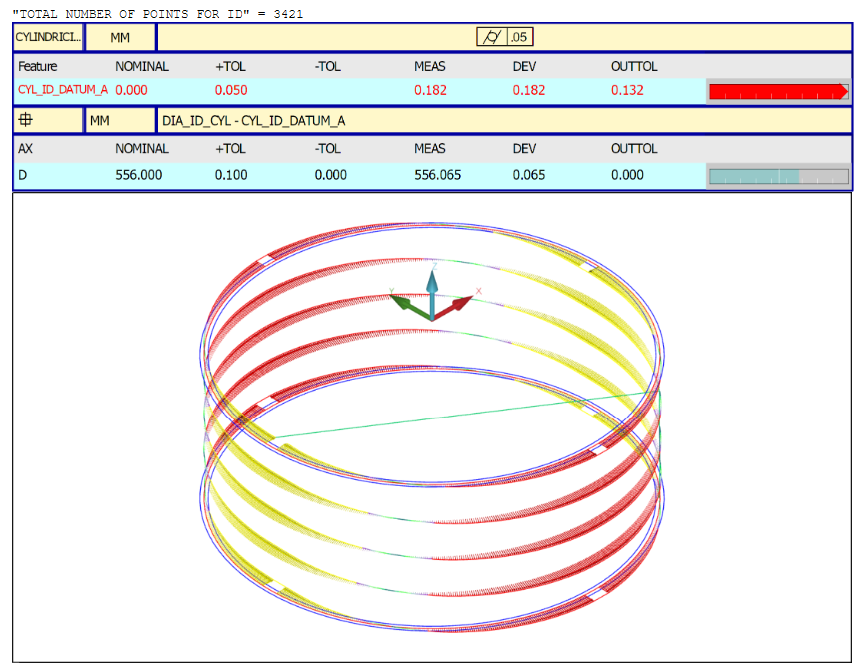 "TOTAL NUMBER OF POINTS FOR ID" = 3421
CYLINDRICI... MM ⌭ .05
Feature NOMINAL +TOL -TOL MEAS DEV OUTTOL
CYL_ID_DATUM_A 0.000 0.050 0.182 0.182 0.132
⌖ MM DIA_ID_CYL - CYL_ID_DATUM_A
AX NOMINAL +TOL -TOL MEAS DEV OUTTOL
D 556.000 0.100 0.000 556.065 0.065 0.000
Z
Y X